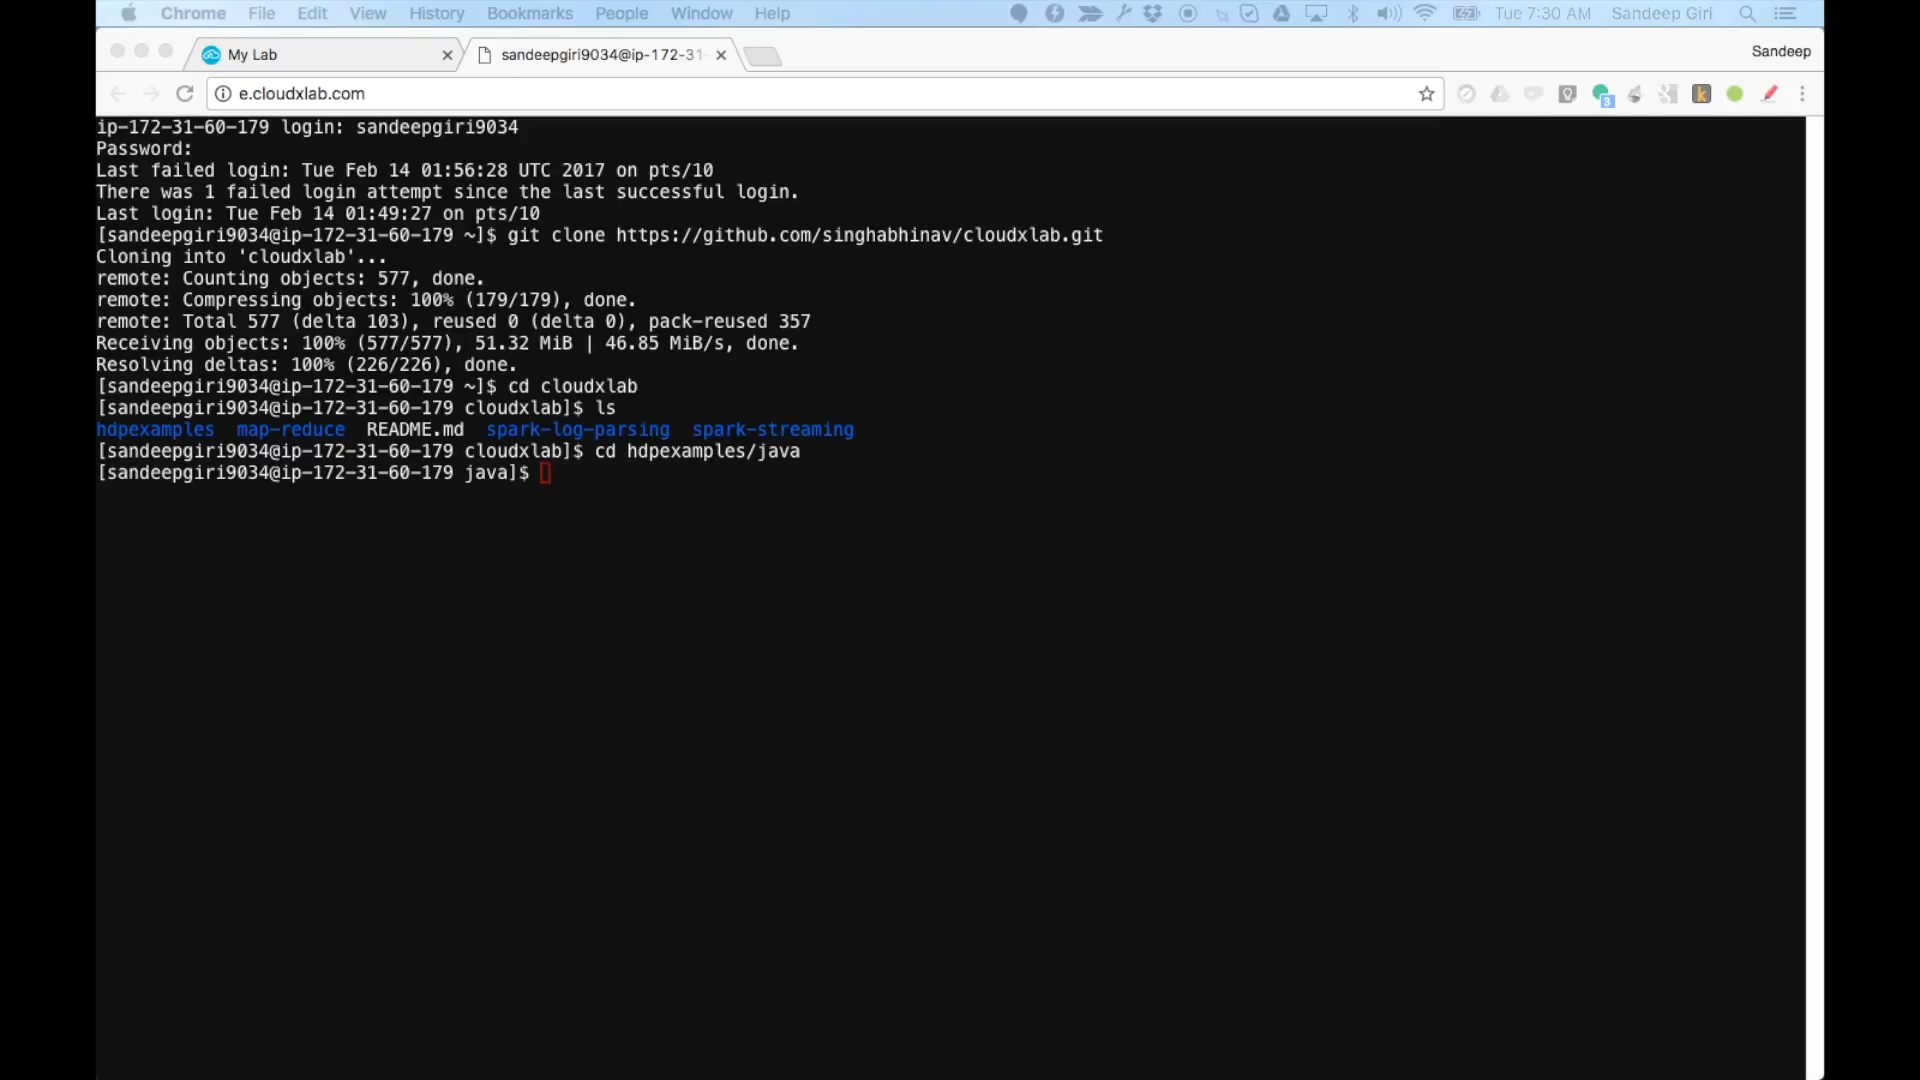 Chrome File Edit View History Bookmarks People Window Help Tue 7:30 AM Sandeep Giri
My Lab sandeepgiri9034@ip-172-31- Sandeep
e.cloudxlab.com 3 k
ip-172-31-60-179 login: sandeepgiri9034
Password:
Last failed login: Tue Feb 14 01:56:28 UTC 2017 on pts/10
There was 1 failed login attempt since the last successful login.
Last login: Tue Feb 14 01:49:27 on pts/10
[sandeepgiri9034@ip-172-31-60-179 ~]$ git clone https://github.com/singhabhinav/cloudxlab.git
Cloning into 'cloudxlab'...
remote: Counting objects: 577, done.
remote: Compressing objects: 100% (179/179), done.
remote: Total 577 (delta 103), reused 0 (delta 0), pack-reused 357
Receiving objects: 100% (577/577), 51.32 MiB | 46.85 MiB/s, done.
Resolving deltas: 100% (226/226), done.
[sandeepgiri9034@ip-172-31-60-179 ~]$ cd cloudxlab
[sandeepgiri9034@ip-172-31-60-179 cloudxlab]$ ls
hdpexamples map-reduce README.md spark-log-parsing spark-streaming
[sandeepgiri9034@ip-172-31-60-179 cloudxlab]$ cd hdpexamples/java
[sandeepgiri9034@ip-172-31-60-179 java]$